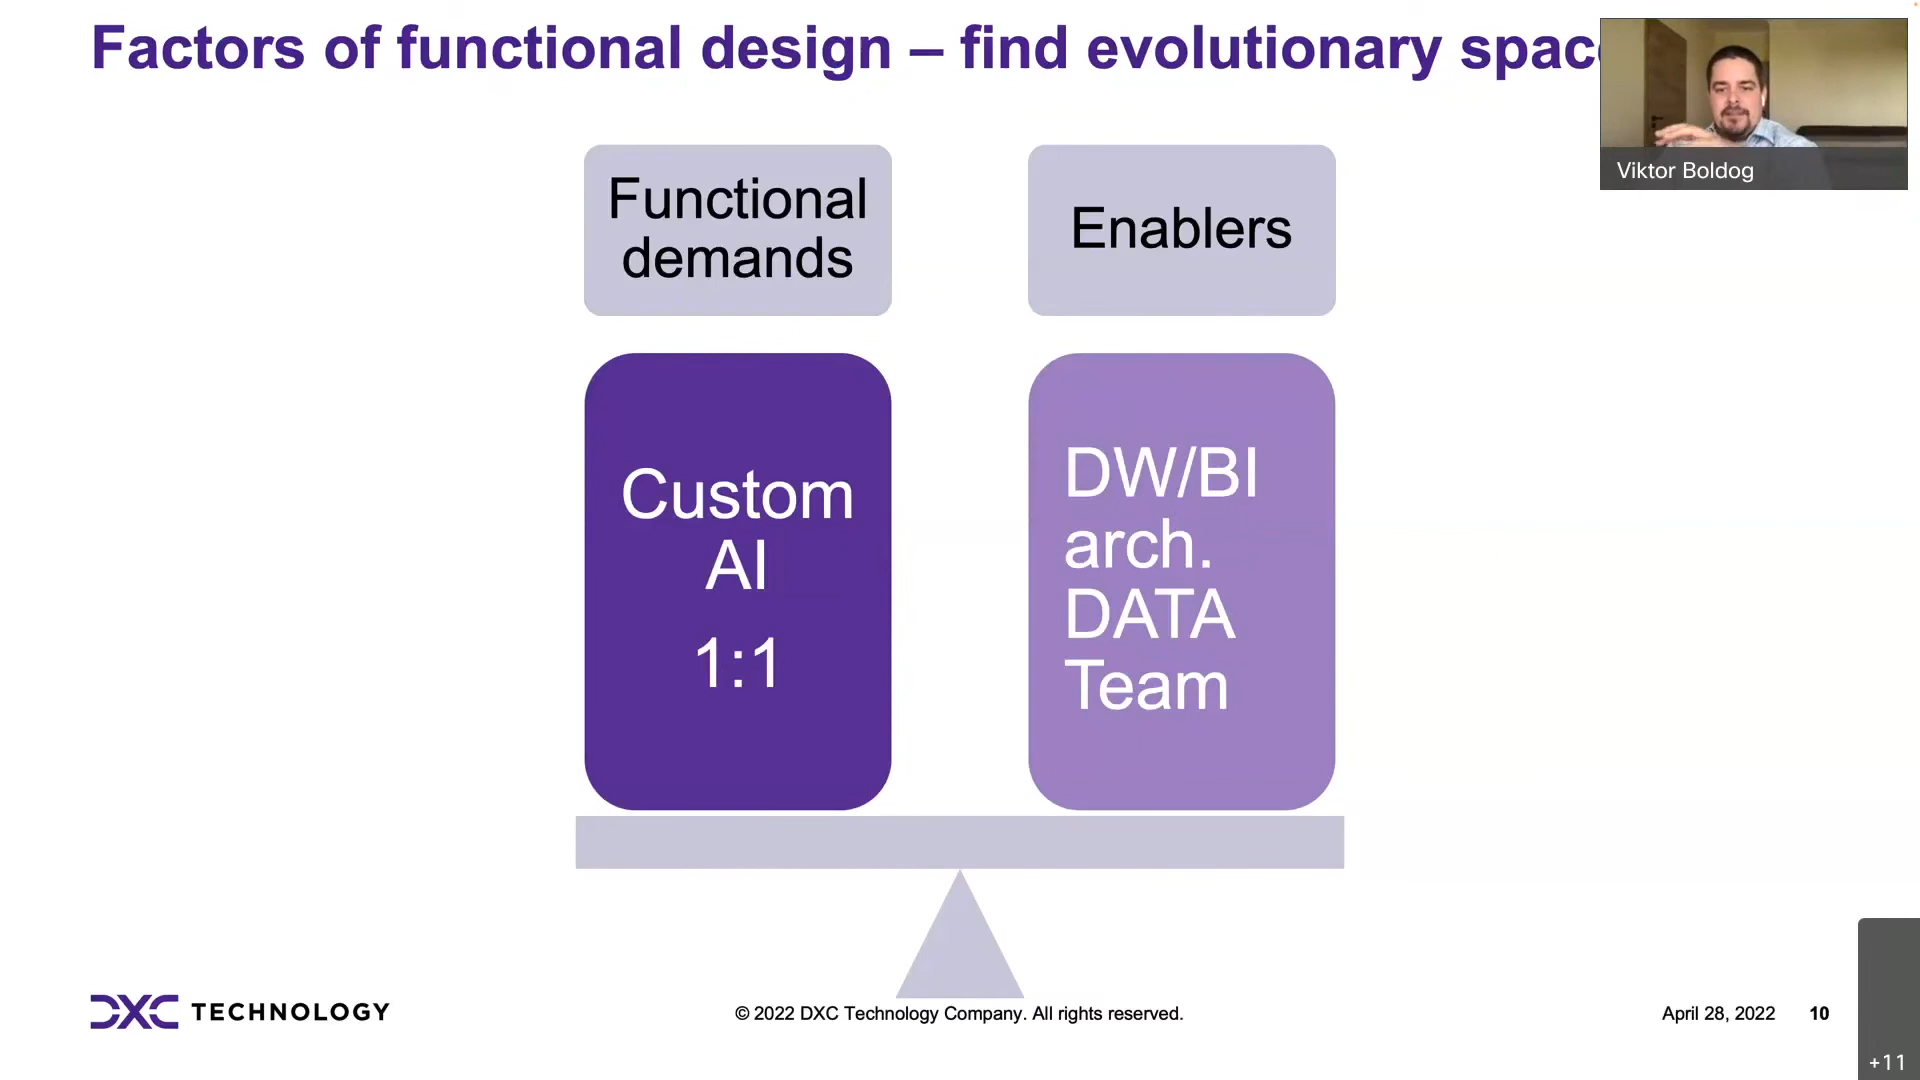 Factors of functional design – find evolutionary spac
Viktor Boldog
Functional
demands
Enablers
Custom
AI
1:1
DW/BI
arch.
DATA
Team
DXC TECHNOLOGY
© 2022 DXC Technology Company. All rights reserved.
April 28, 2022 10
+11